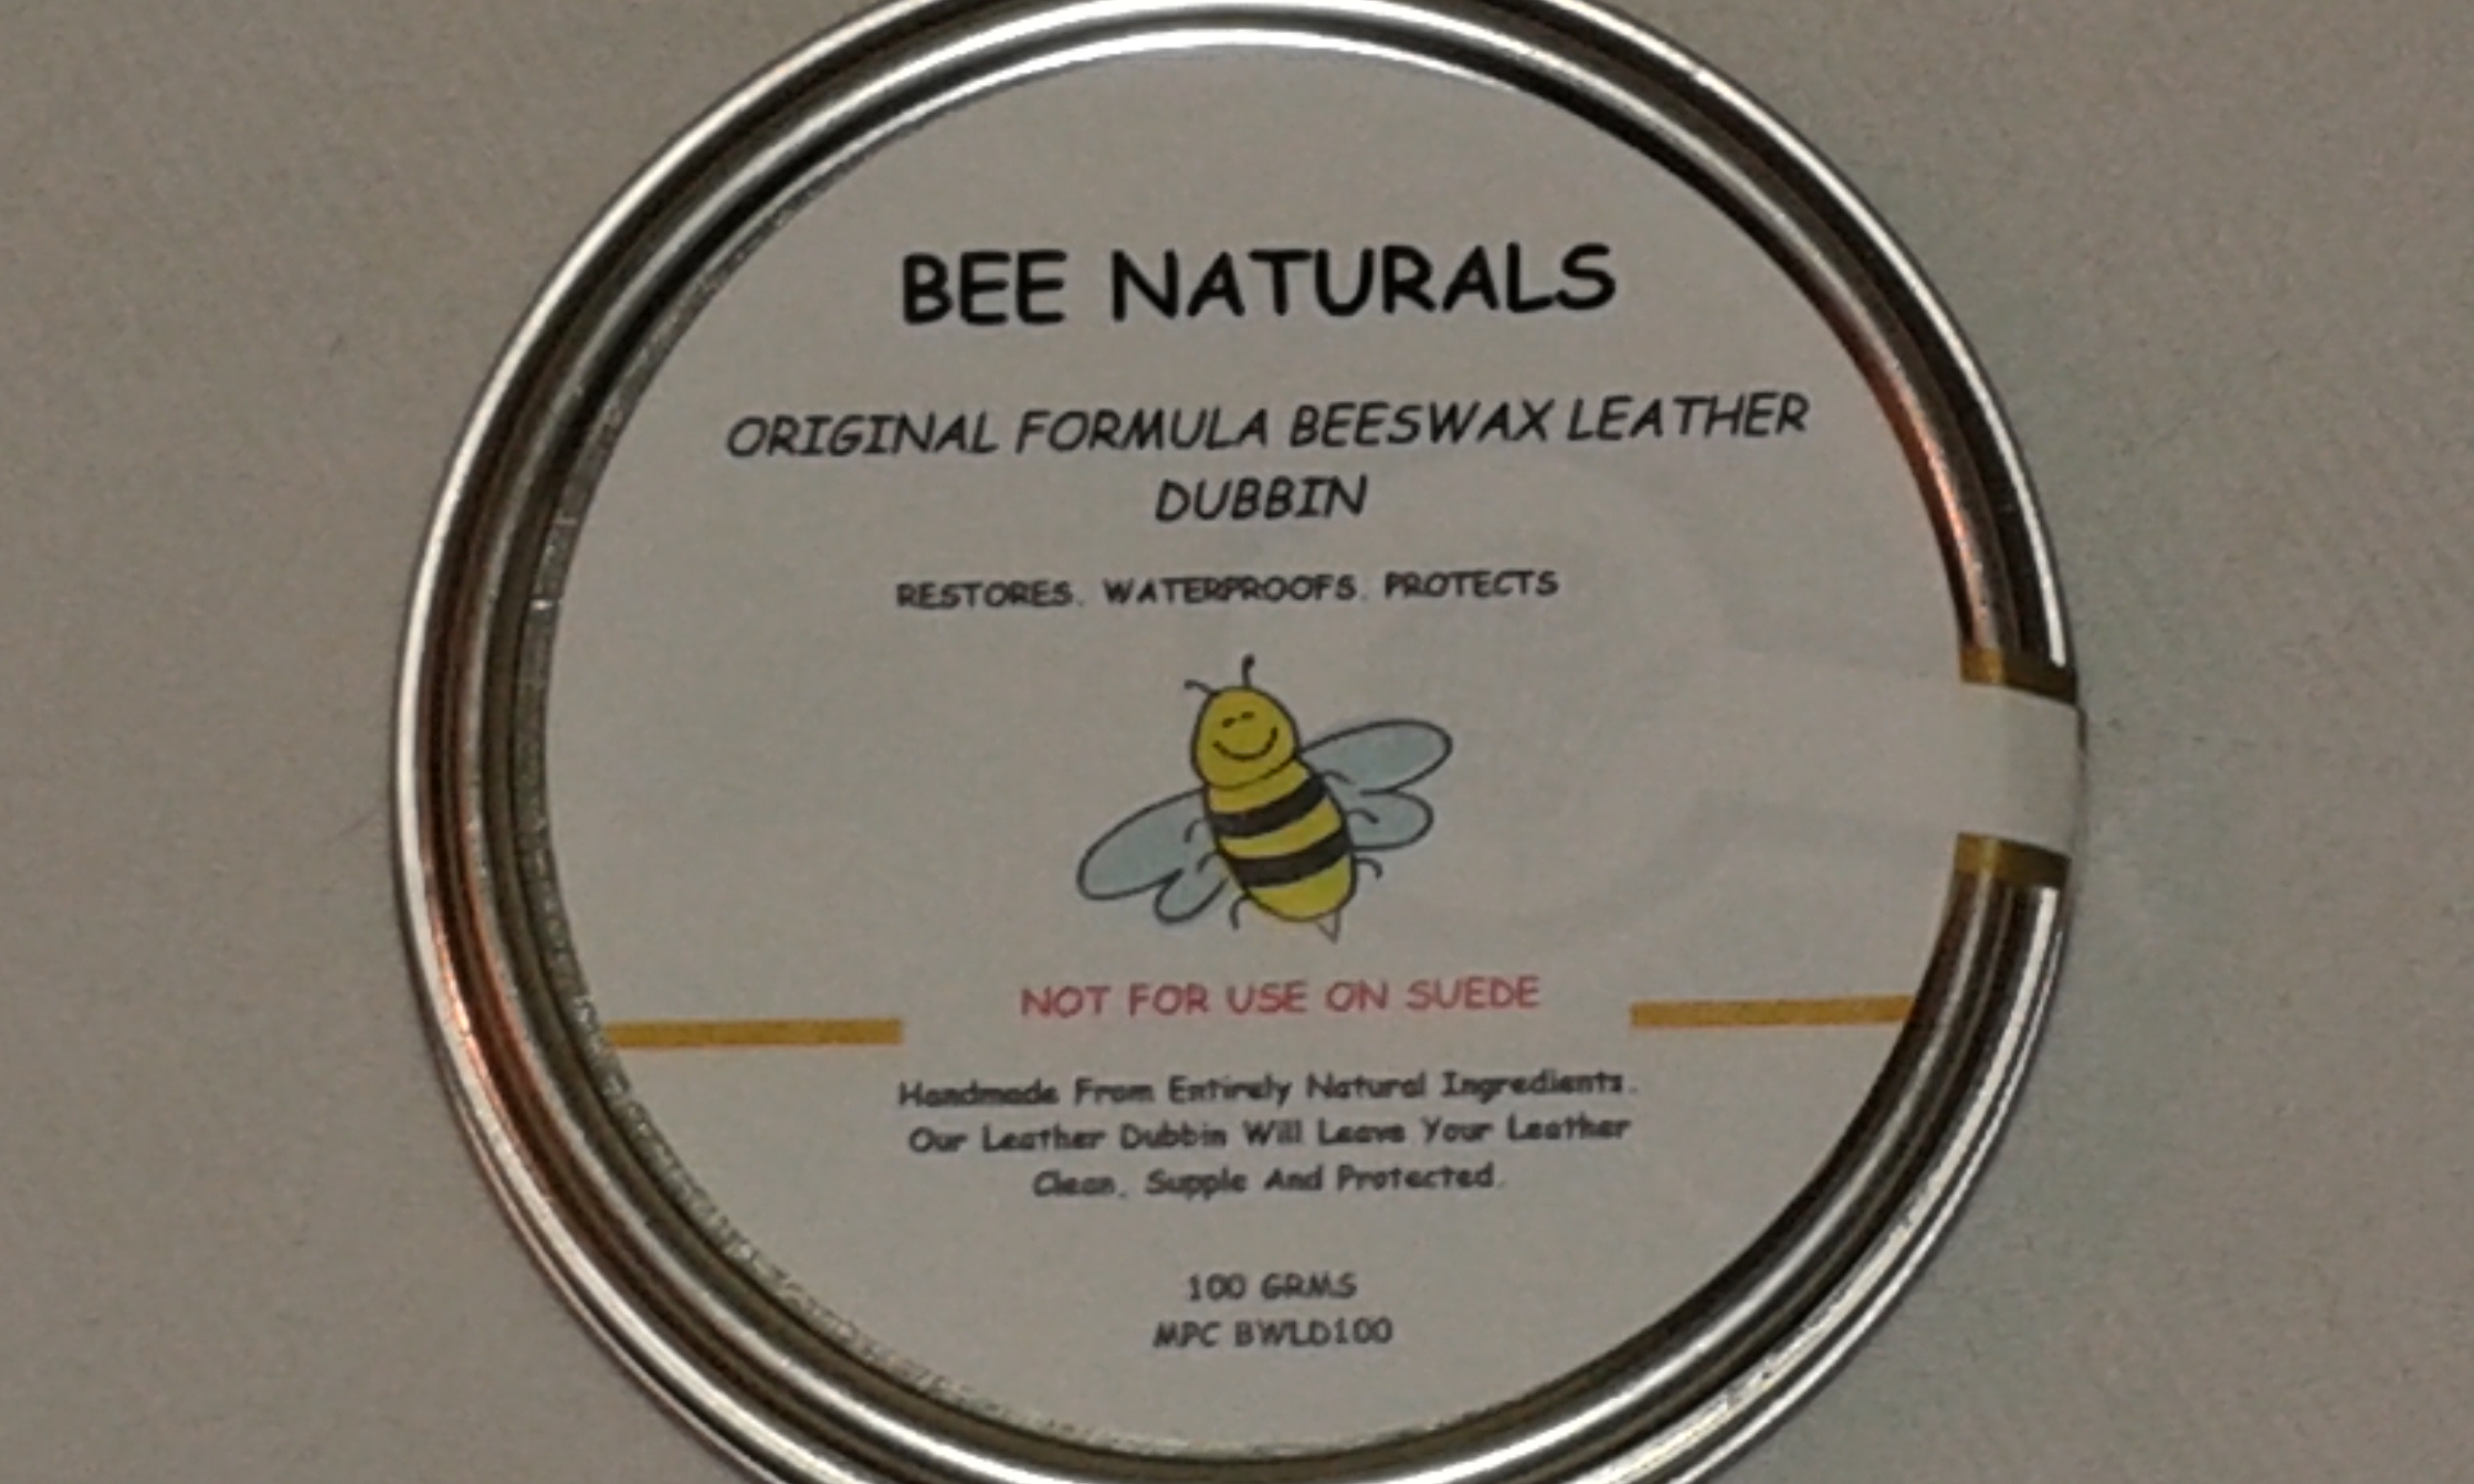 BEE NATURALS
ORIGINAL FORMULA BEESWAX LEATHER
DUBBIN
RESTORES. WATERPROOFS. PROTECTS
NOT FOR USE ON SUEDE
Handmade From Entirely Natural Ingredients.
Our Leather Dubbin Will Leave Your Leather
Clean, Supple And Protected.
100 GRMS
MPC BWLD100